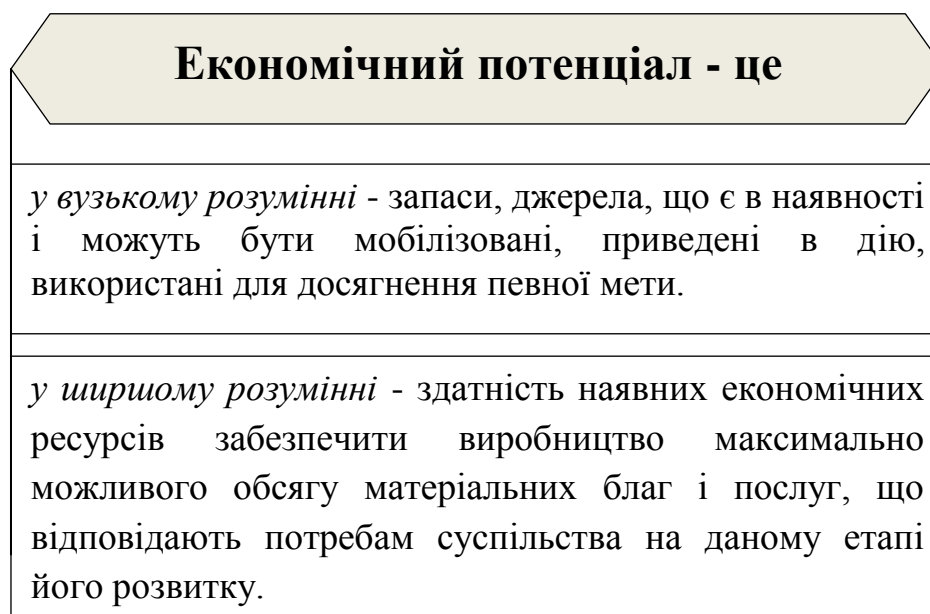 Економічний потенціал - це
у вузькому розумінні - запаси, джерела, що є в наявності
і можуть бути мобілізовані, приведені в дію,
використані для досягнення певної мети.
у ширшому розумінні - здатність наявних економічних
ресурсів забезпечити виробництво максимально
можливого обсягу матеріальних благ і послуг, що
відповідають потребам суспільства на даному етапі
його розвитку.